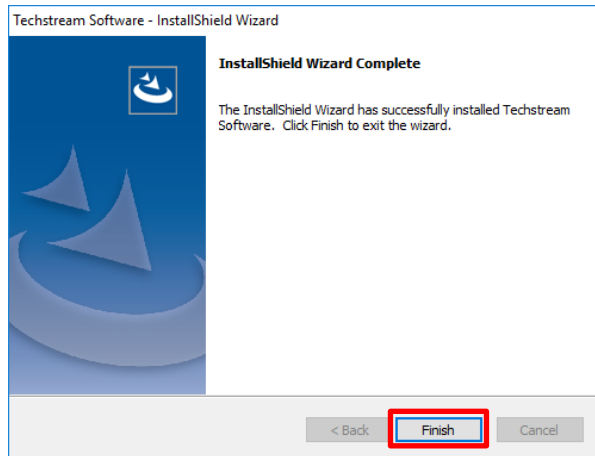 Techstream Software - InstallShield Wizard
InstallShield Wizard Complete
The InstallShield Wizard has successfully installed Techstream
Software. Click Finish to exit the wizard.
< Back
Finish
Cancel